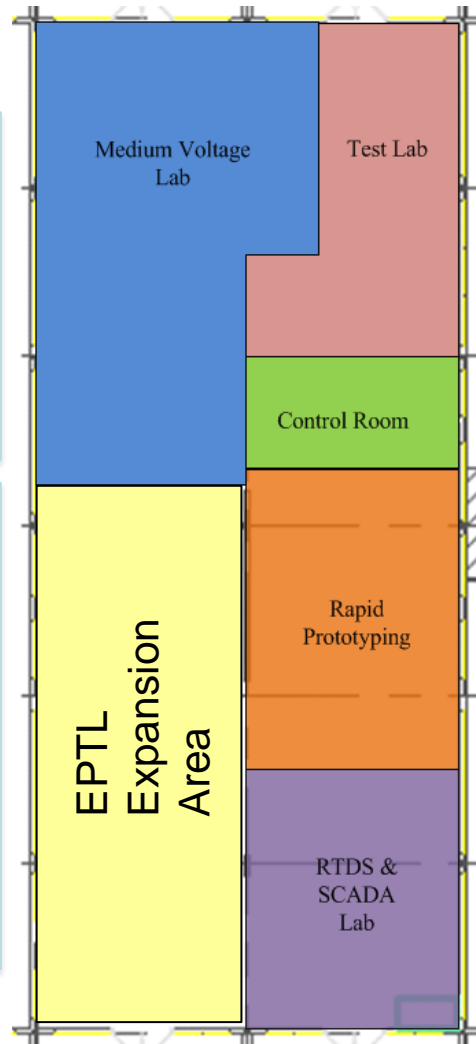 Medium Voltage
Lab
Test Lab
Control Room
Rapid
Prototyping
EPTL
Expansion
Area
RTDS &
SCADA
Lab